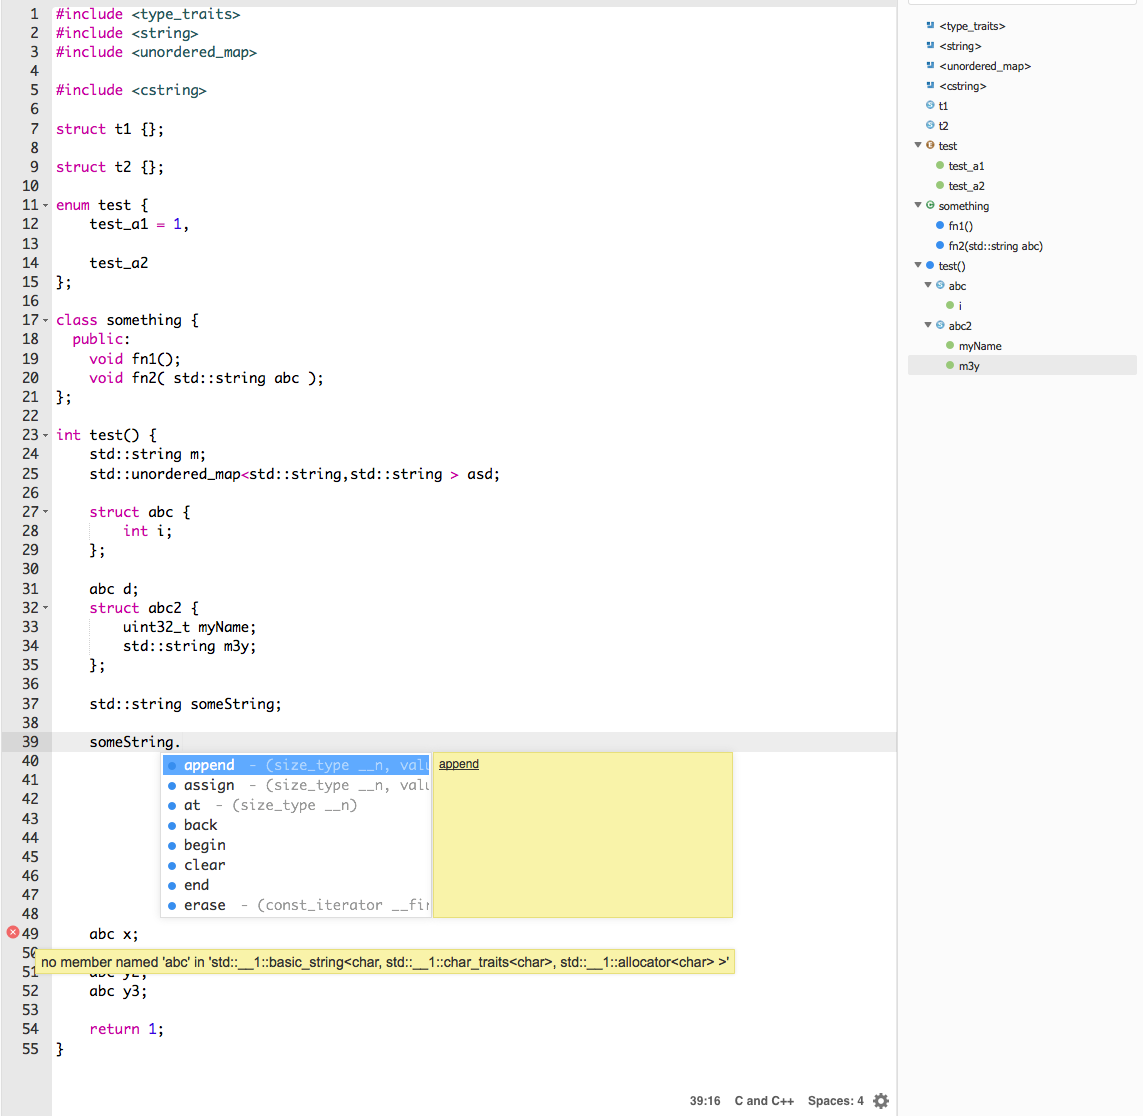 1 #include <type_traits>
2 #include <string>
3 #include <unordered_map>
4
5 #include <cstring>
6
7 struct t1 {};
8
9 struct t2 {};
10
11 enum test {
12 test_a1 = 1,
13
14 test_a2
15 };
16
17 class something {
18 public:
19 void fn1();
20 void fn2( std::string abc );
21 };
22
23 int test() {
24 std::string m;
25 std::unordered_map<std::string,std::string > asd;
26
27 struct abc {
28 int i;
29 };
30
31 abc d;
32 struct abc2 {
33 uint32_t myName;
34 std::string m3y;
35 };
36
37 std::string someString;
38
39 someString.
40
append - (size_type __n, valu
append
41
assign - (size_type __n, valu
42
at - (size_type __n)
43
back
44
begin
45
clear
46
end
47
erase - (const_iterator __fir
48
49 abc x;
50
no member named 'abc' in 'std::__1::basic_string<char, std::__1::char_traits<char>, std::__1::allocator<char> >'
51 abc y2;
52 abc y3;
53
54 return 1;
55 }
39:16 C and C++ Spaces: 4
<type_traits>
<string>
<unordered_map>
<cstring>
t1
t2
test
test_a1
test_a2
something
fn1()
fn2(std::string abc)
test()
abc
i
abc2
myName
m3y